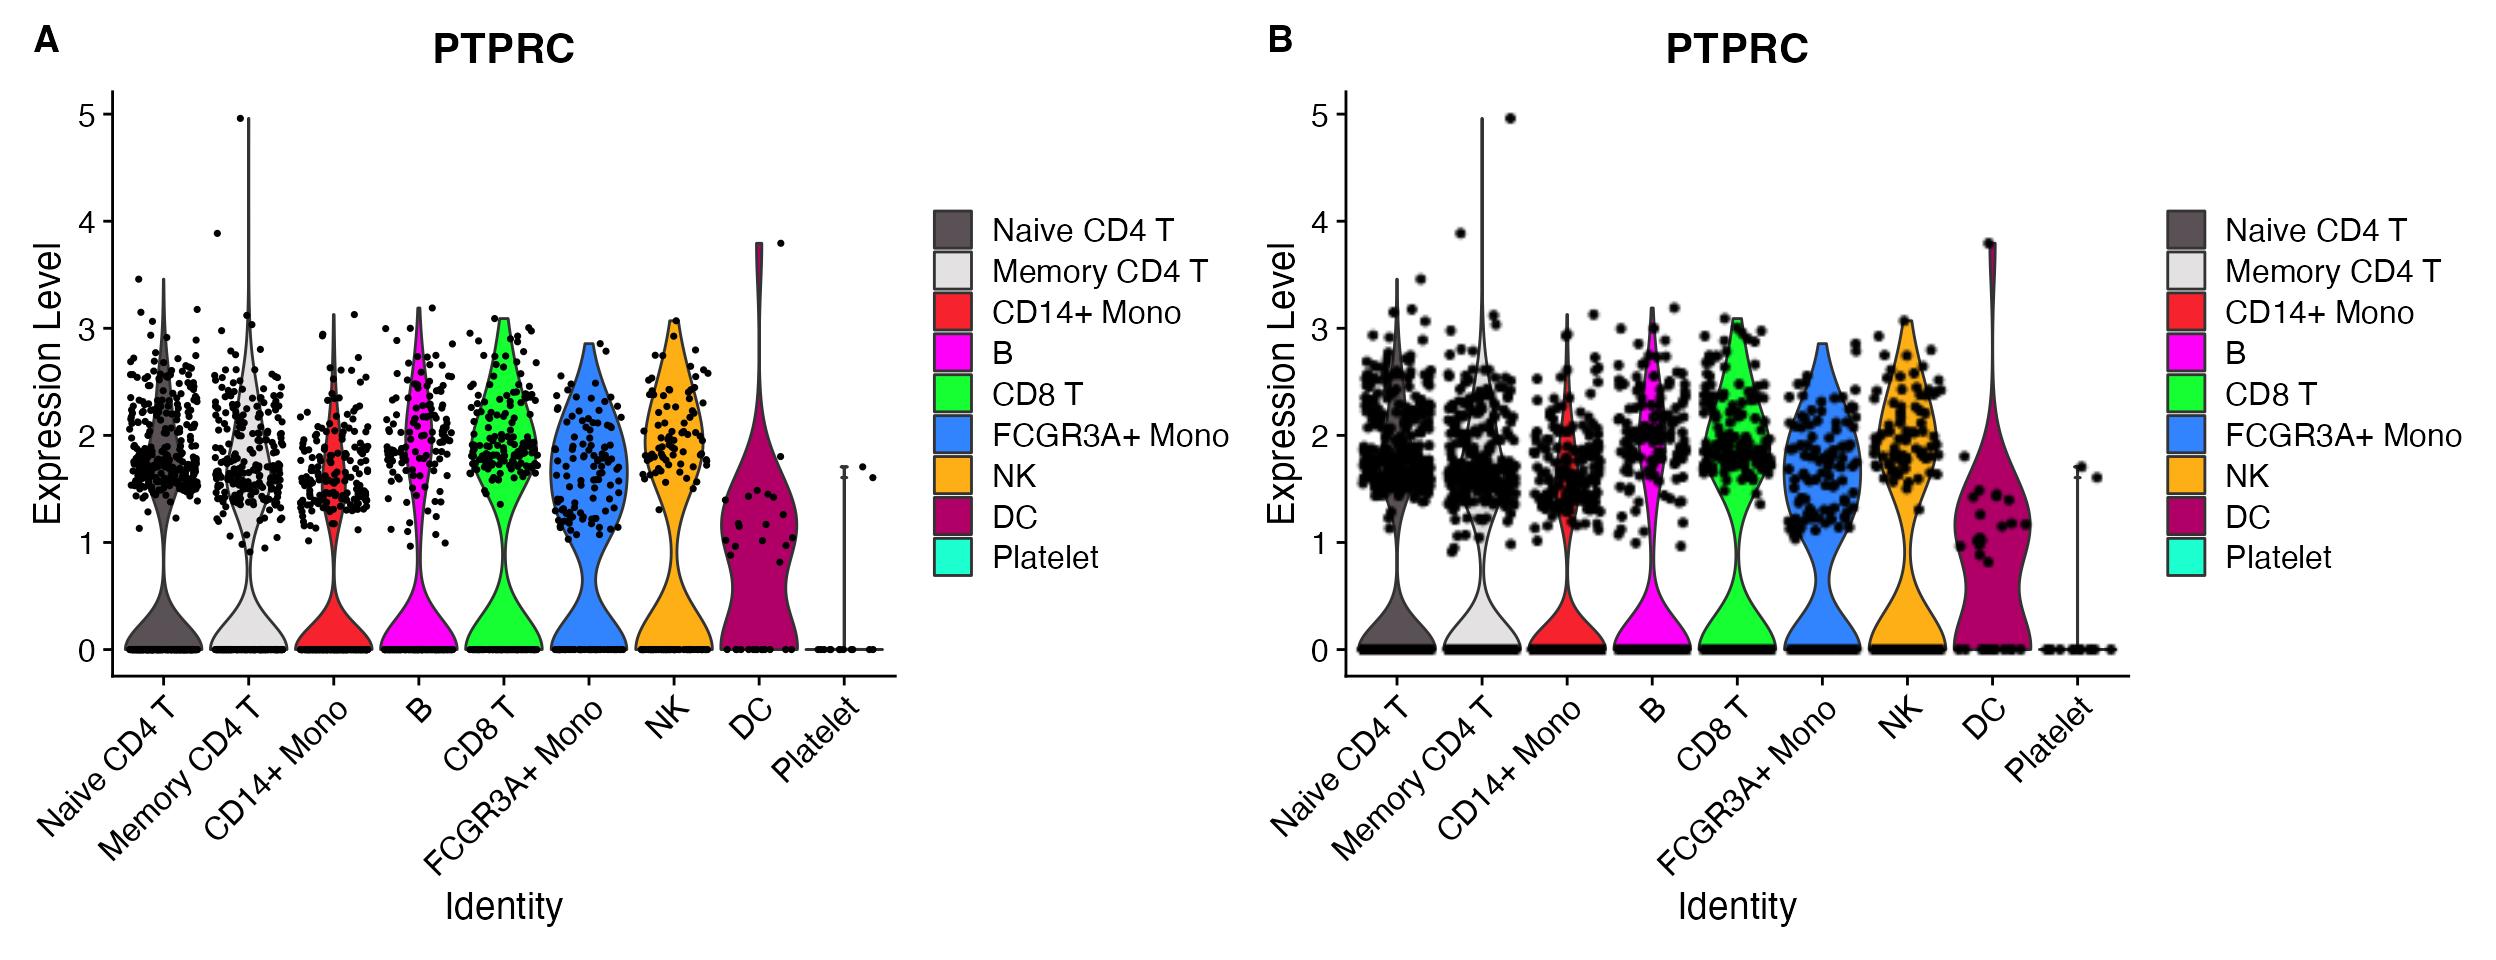 A
PTPRC
Expression Level
5
4
3
2
1
0
Naive CD4 T
Memory CD4 T
CD14+ Mono
B
CD8 T
FCGR3A+ Mono
NK
DC
Platelet
Identity
Naive CD4 T
Memory CD4 T
CD14+ Mono
B
CD8 T
FCGR3A+ Mono
NK
DC
Platelet
B
PTPRC
Expression Level
5
4
3
2
1
0
Naive CD4 T
Memory CD4 T
CD14+ Mono
B
CD8 T
FCGR3A+ Mono
NK
DC
Platelet
Identity
Naive CD4 T
Memory CD4 T
CD14+ Mono
B
CD8 T
FCGR3A+ Mono
NK
DC
Platelet